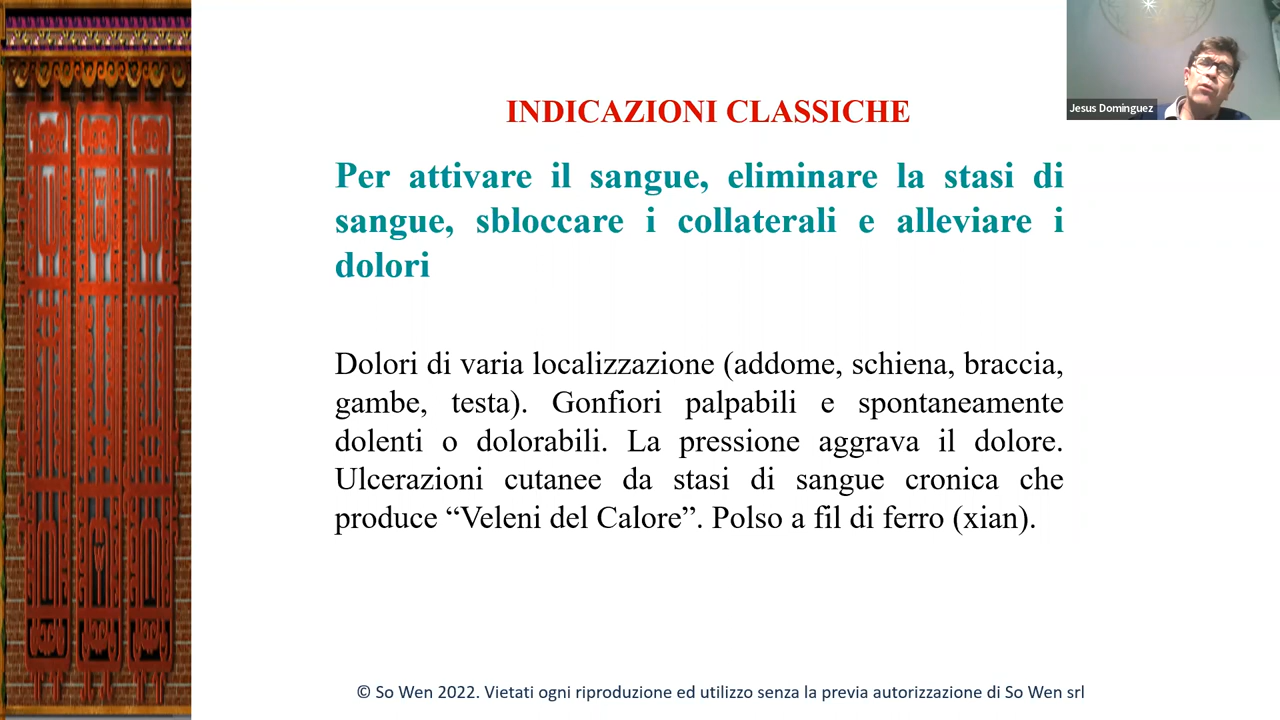 INDICAZIONI CLASSICHE
Jesus Dominguez
Per attivare il sangue, eliminare la stasi di
sangue, sbloccare i collaterali e alleviare i
dolori
Dolori di varia localizzazione (addome, schiena, braccia,
gambe, testa). Gonfiori palpabili e spontaneamente
dolenti o dolorabili. La pressione aggrava il dolore.
Ulcerazioni cutanee da stasi di sangue cronica che
produce “Veleni del Calore”. Polso a fil di ferro (xian).
© So Wen 2022. Vietati ogni riproduzione ed utilizzo senza la previa autorizzazione di So Wen srl